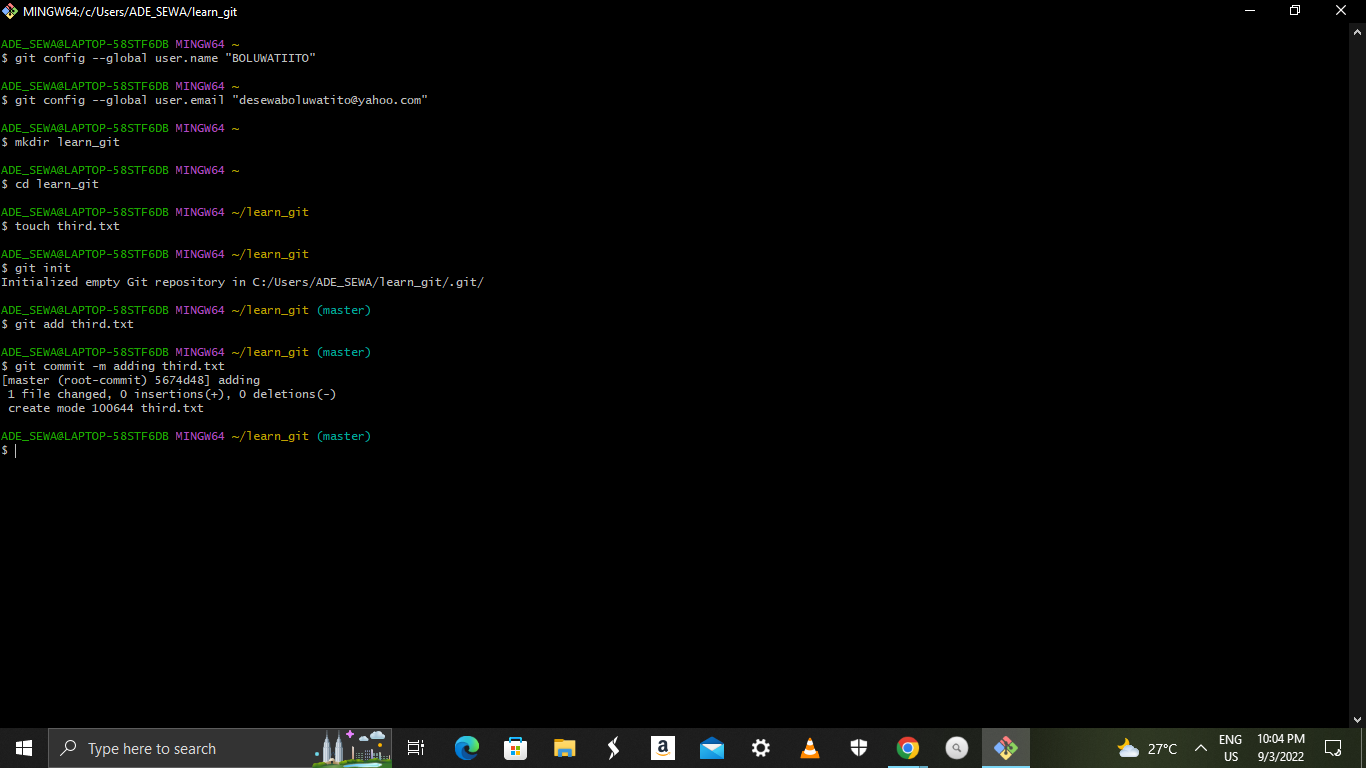 MINGW64:/c/Users/ADE_SEWA/learn_git
ADE_SEWA@LAPTOP-58STF6DB MINGW64 ~
$ git config --global user.name "BOLUWATIITO"
ADE_SEWA@LAPTOP-58STF6DB MINGW64 ~
$ git config --global user.email "desewaboluwatito@yahoo.com"
ADE_SEWA@LAPTOP-58STF6DB MINGW64 ~
$ mkdir learn_git
ADE_SEWA@LAPTOP-58STF6DB MINGW64 ~
$ cd learn_git
ADE_SEWA@LAPTOP-58STF6DB MINGW64 ~/learn_git
$ touch third.txt
ADE_SEWA@LAPTOP-58STF6DB MINGW64 ~/learn_git
$ git init
Initialized empty Git repository in C:/Users/ADE_SEWA/learn_git/.git/
ADE_SEWA@LAPTOP-58STF6DB MINGW64 ~/learn_git (master)
$ git add third.txt
ADE_SEWA@LAPTOP-58STF6DB MINGW64 ~/learn_git (master)
$ git commit -m adding third.txt
[master (root-commit) 5674d48] adding
1 file changed, 0 insertions(+), 0 deletions(-)
create mode 100644 third.txt
ADE_SEWA@LAPTOP-58STF6DB MINGW64 ~/learn_git (master)
$
Type here to search
a
27°C
ENG
US
10:04 PM
9/3/2022